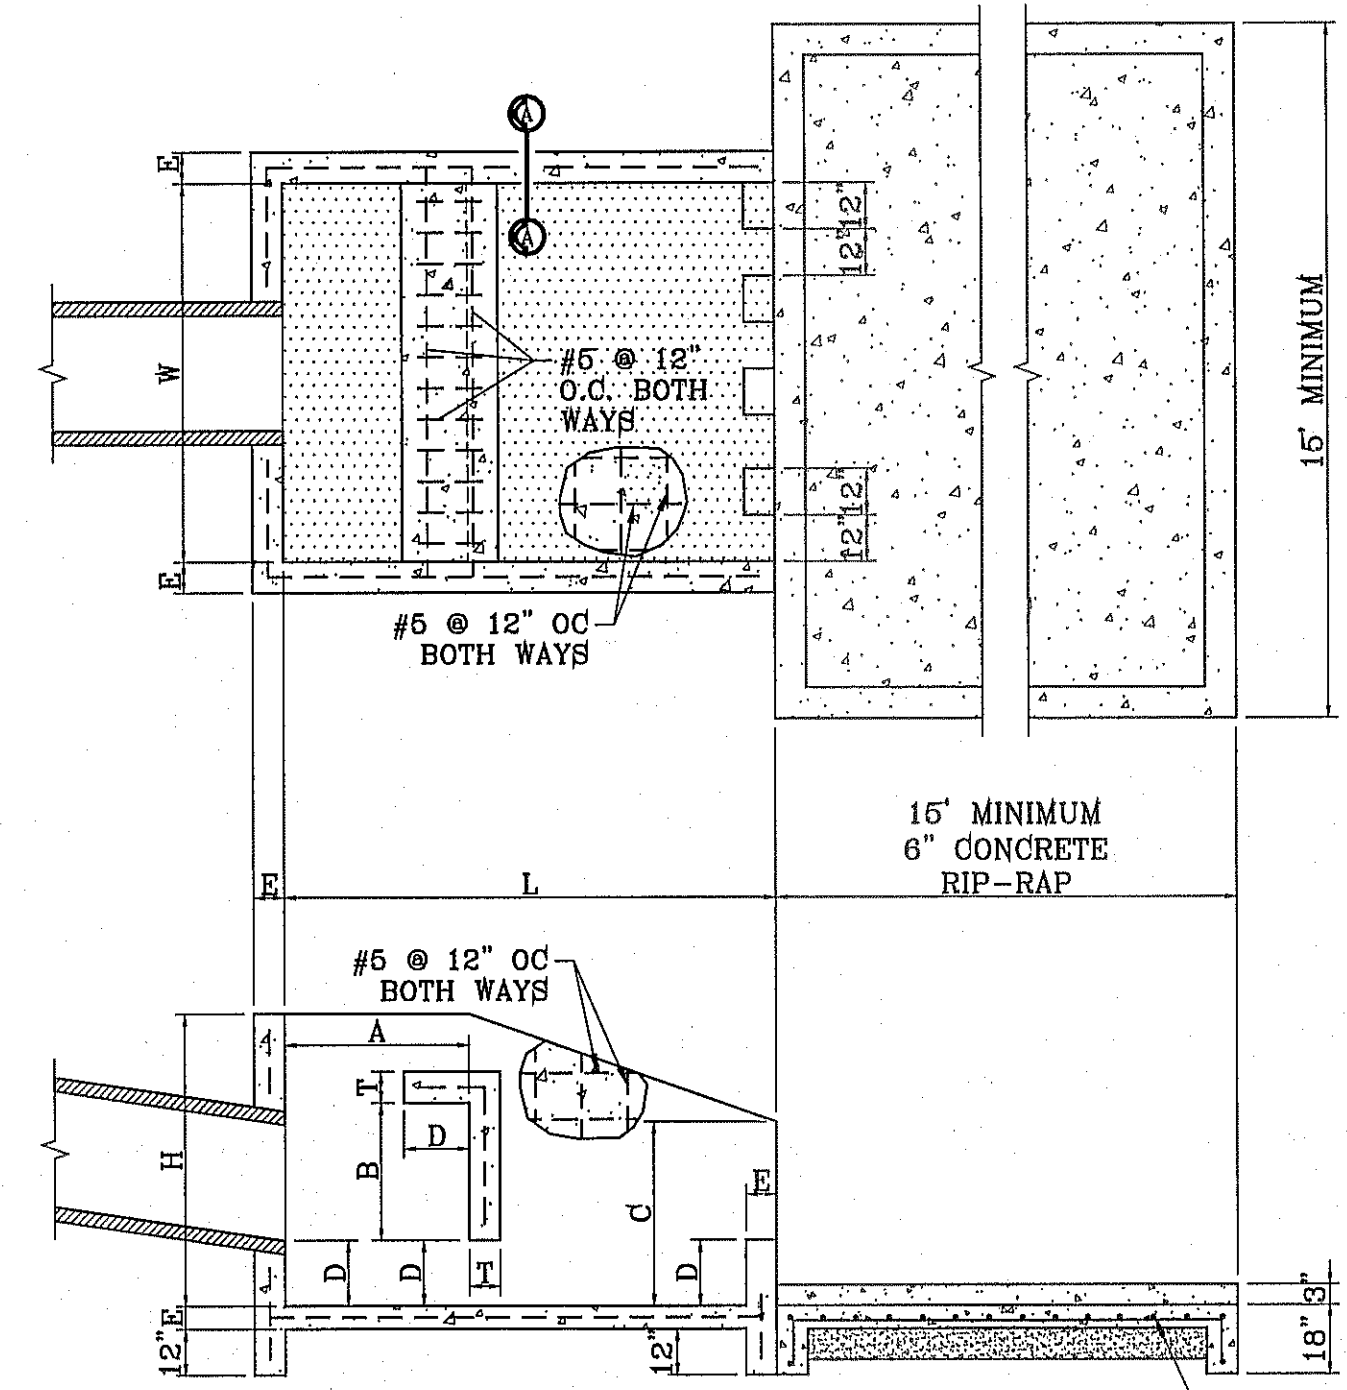 A
A
E
W
E
12"
12"
12"
12"
15' MINIMUM
#5 @ 12"
O.C. BOTH
WAYS
#5 @ 12" OC
BOTH WAYS
15' MINIMUM
6" CONCRETE
RIP-RAP
E
L
#5 @ 12" OC
BOTH WAYS
A
T
D
B
H
C
E
D
D
T
D
E
12"
12"
3"
18"